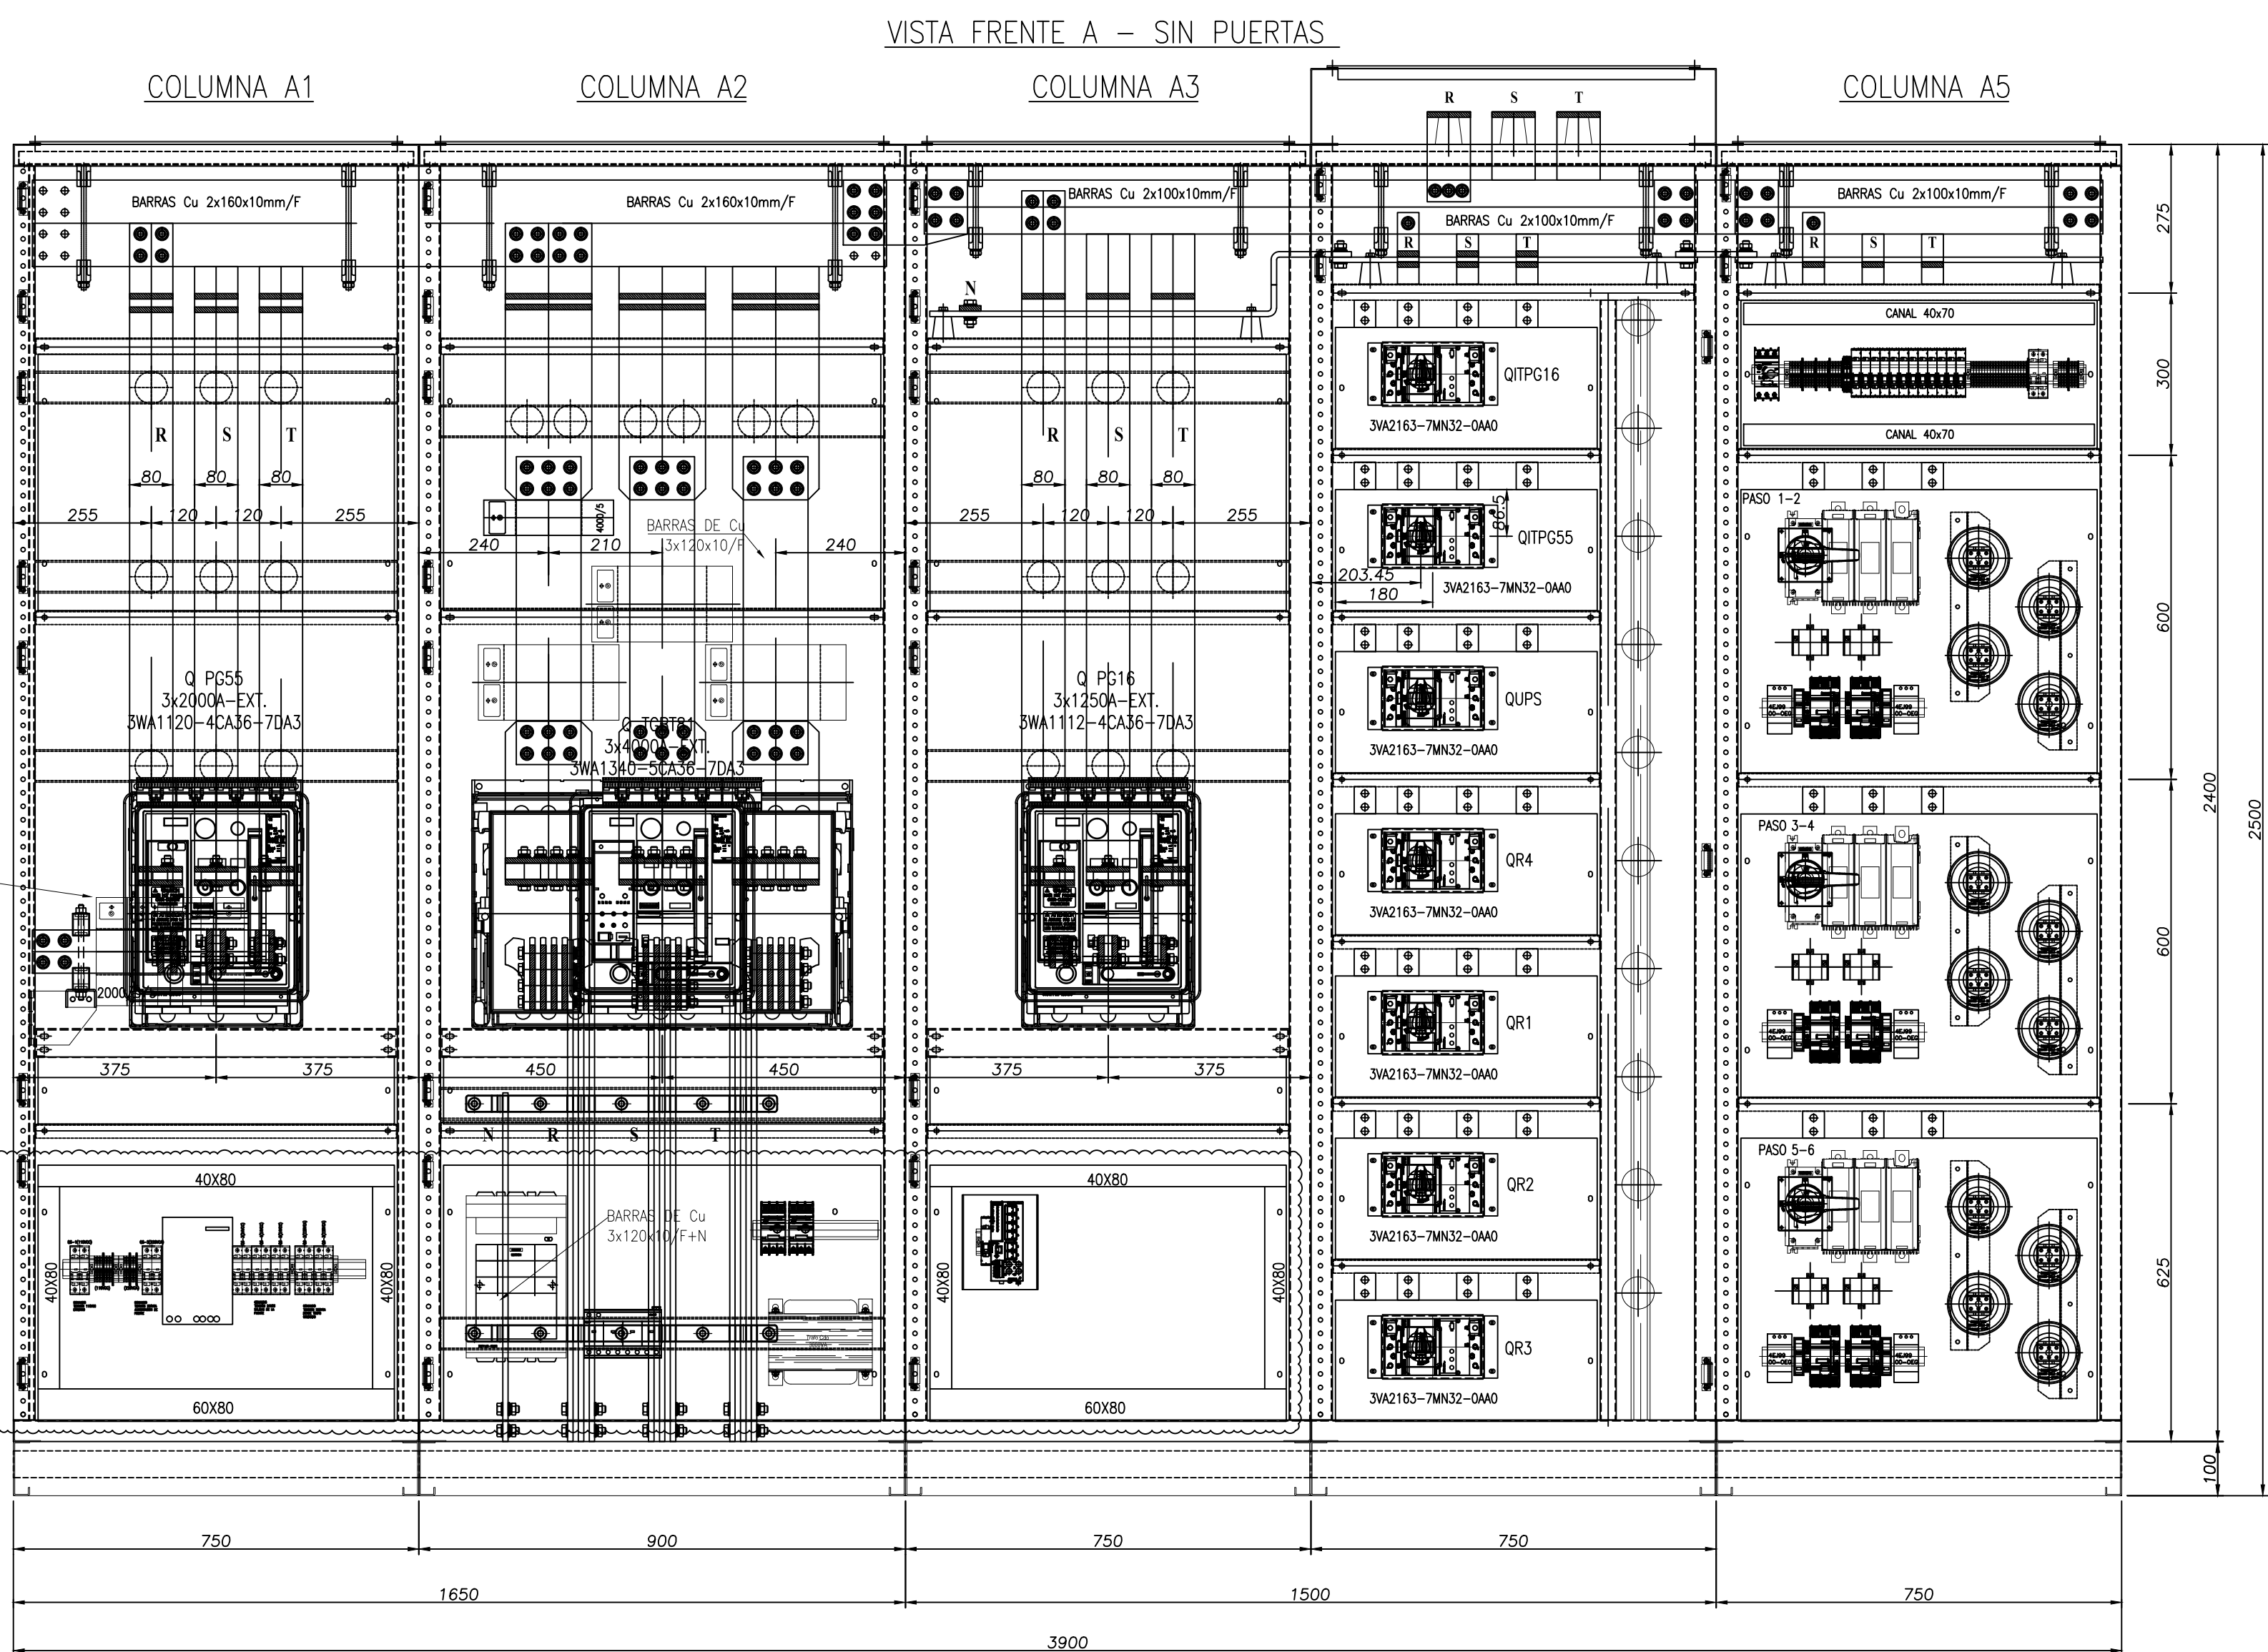 VISTA FRENTE A – SIN PUERTAS
COLUMNA A1
COLUMNA A2
COLUMNA A3
COLUMNA A5
R S T
BARRAS Cu 2x160x10mm/F
BARRAS Cu 2x160x10mm/F
BARRAS Cu 2x100x10mm/F
BARRAS Cu 2x100x10mm/F
BARRAS Cu 2x100x10mm/F
R S T
R S T
N
R S T
80 80 80
255 120 120 255
Q PG55
3x2000A-EXT.
3WA1120-4CA36-7DA3
2000
375 375
40X80
40X80
40X80
60X80
4000/5
BARRAS DE Cu
3x120x10/F
240 210 240
Q TGBT81
3x4000A-EXT.
3WA1340-5CA36-7DA3
450 450
N R S T
BARRAS DE Cu
3x120x10/F+N
R S T
80 80 80
255 120 120 255
Q PG16
3x1250A-EXT.
3WA1112-4CA36-7DA3
375 375
40X80
40X80
40X80
60X80
QITPG16
3VA2163-7MN32-0AA0
86.5
QITPG55
203.45
3VA2163-7MN32-0AA0
180
QUPS
3VA2163-7MN32-0AA0
QR4
3VA2163-7MN32-0AA0
QR1
3VA2163-7MN32-0AA0
QR2
3VA2163-7MN32-0AA0
QR3
3VA2163-7MN32-0AA0
CANAL 40x70
CANAL 40x70
PASO 1-2
PASO 3-4
PASO 5-6
275
300
600
600
625
2400
100
2500
750 900 750 750
1650 1500 750
3900